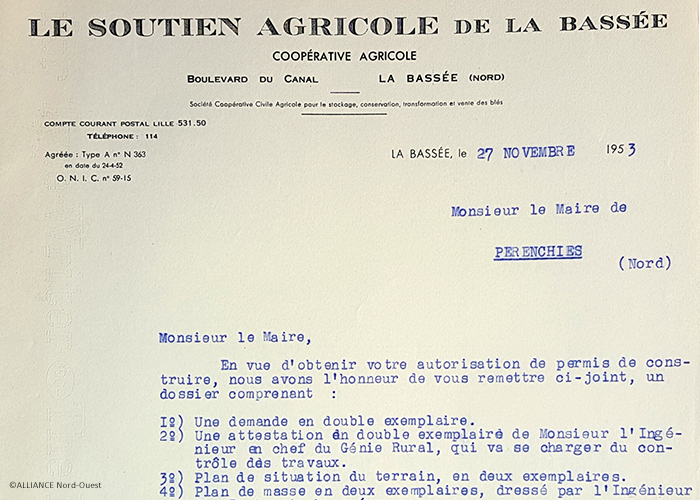 LE SOUTIEN AGRICOLE DE LA BASSÉE
COOPÉRATIVE AGRICOLE
BOULEVARD DU CANAL LA BASSÉE (NORD)
Société Coopérative Civile Agricole pour le stockage, conservation, transformation et vente des blés
COMPTE COURANT POSTAL LILLE 531.50
TÉLÉPHONE : 114
Agréée : Type A n° N 363
en date du 24-4-52
O. N. I. C. n° 59-15
LA BASSÉE, le 27 NOVEMBRE 1953
Monsieur le Maire de
PERENCHIES
(Nord)
Monsieur le Maire,
En vue d'obtenir votre autorisation de permis de cons-
truire, nous avons l'honneur de vous remettre ci-joint, un
dossier comprenant :
1º) Une demande en double exemplaire.
2º) Une attestation en double exemplaire de Monsieur l'Ingé-
nieur en chef du Génie Rural, qui va se charger du con-
trôle des travaux.
3º) Plan de situation du terrain, en deux exemplaires.
4º) Plan de masse en deux exemplaires, dressé par l'Ingénieur
©ALLIANCE Nord-Ouest